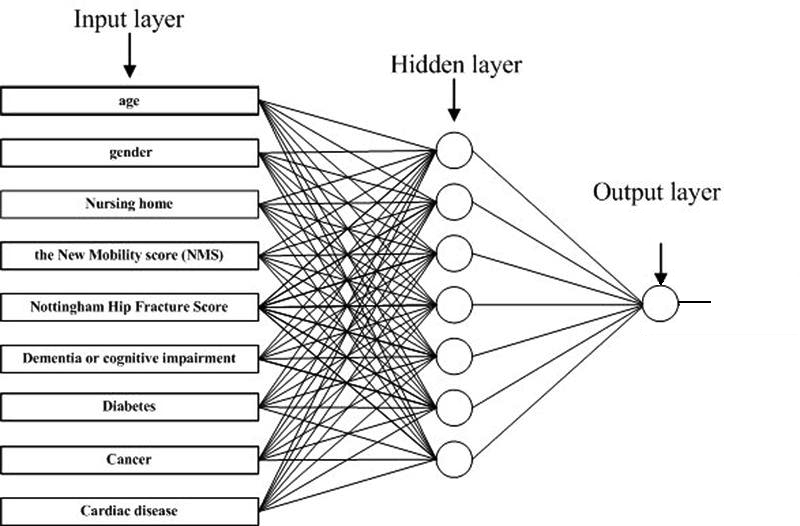 Input layer
Hidden layer
Output layer
age
gender
Nursing home
the New Mobility score (NMS)
Nottingham Hip Fracture Score
Dementia or cognitive impairment
Diabetes
Cancer
Cardiac disease